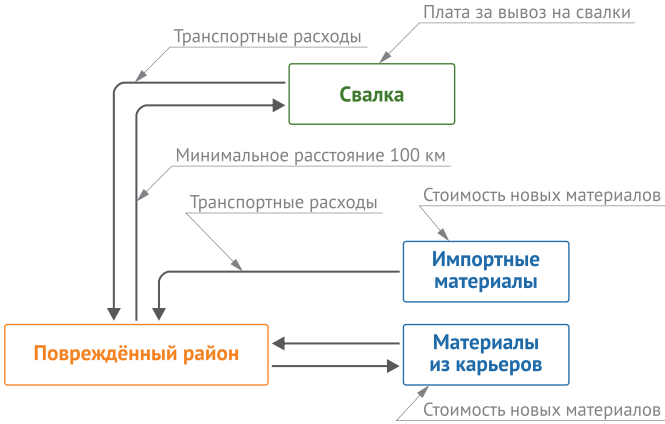 Плата за вывоз на свалки
Транспортные расходы
Свалка
Минимальное расстояние 100 км
Транспортные расходы
Стоимость новых материалов
Импортные
материалы
Повреждённый район
Материалы
из карьеров
Стоимость новых материалов